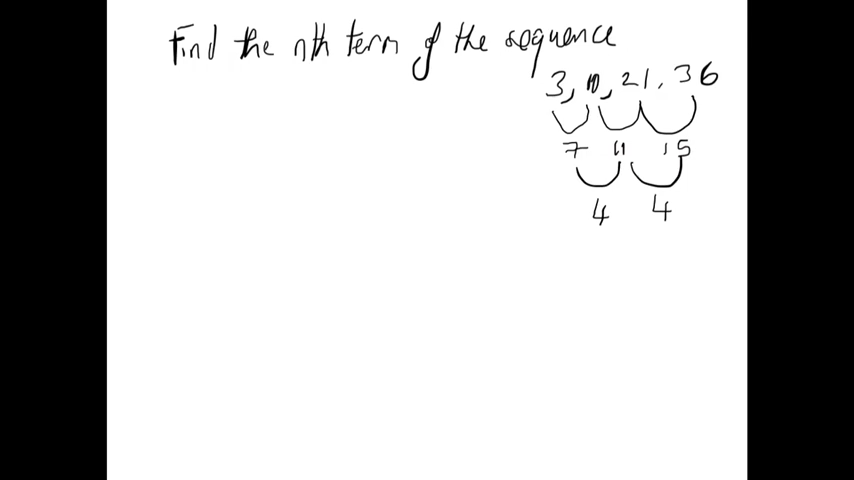 Find the nth term of the sequence
3, 10, 21, 36
7 11 15
4 4